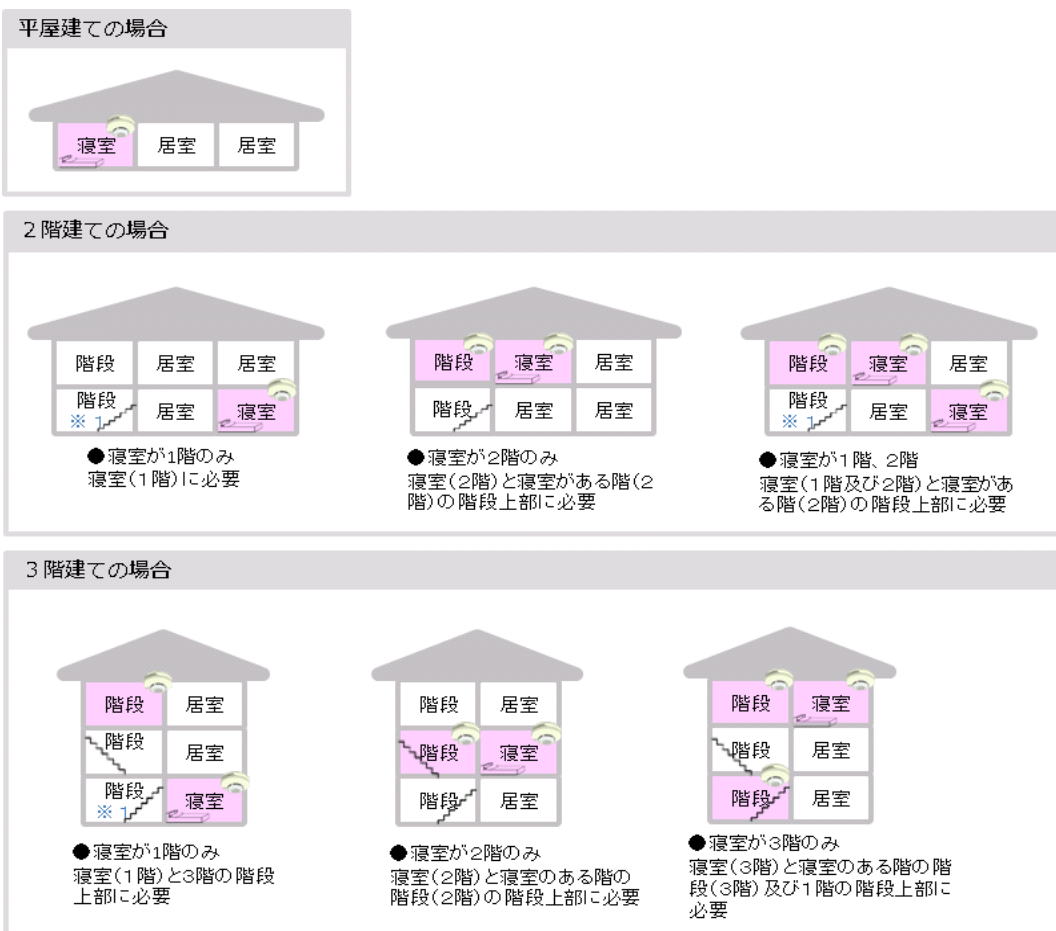 平屋建ての場合
寝室 居室 居室
２階建ての場合
階段 居室 居室
階段 居室 寝室
※１
●寝室が1階のみ
寝室(1階)に必要
階段 寝室 居室
階段 居室 居室
●寝室が2階のみ
寝室(2階)と寝室がある階(2
階)の階段上部に必要
階段 寝室 居室
階段 居室 寝室
※１
●寝室が1階、2階
寝室(1階及び2階)と寝室があ
る階(2階)の階段上部に必要
３階建ての場合
階段 居室
階段 居室
階段 寝室
※１
●寝室が1階のみ
寝室(1階)と3階の階段
上部に必要
階段 居室
階段 寝室
階段 居室
●寝室が2階のみ
寝室(2階)と寝室のある階の
階段(2階)の階段上部に必要
階段 寝室
階段 居室
階段 居室
●寝室が3階のみ
寝室(3階)と寝室のある階の階
段(3階)及び1階の階段上部に
必要